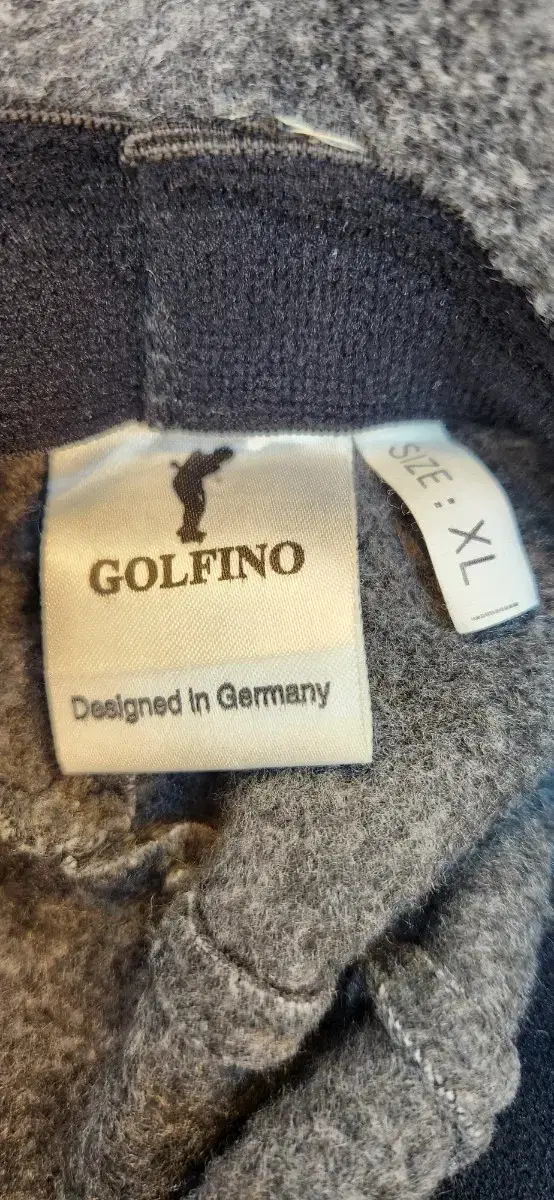 GOLFINO
Designed in Germany
SIZE: XL